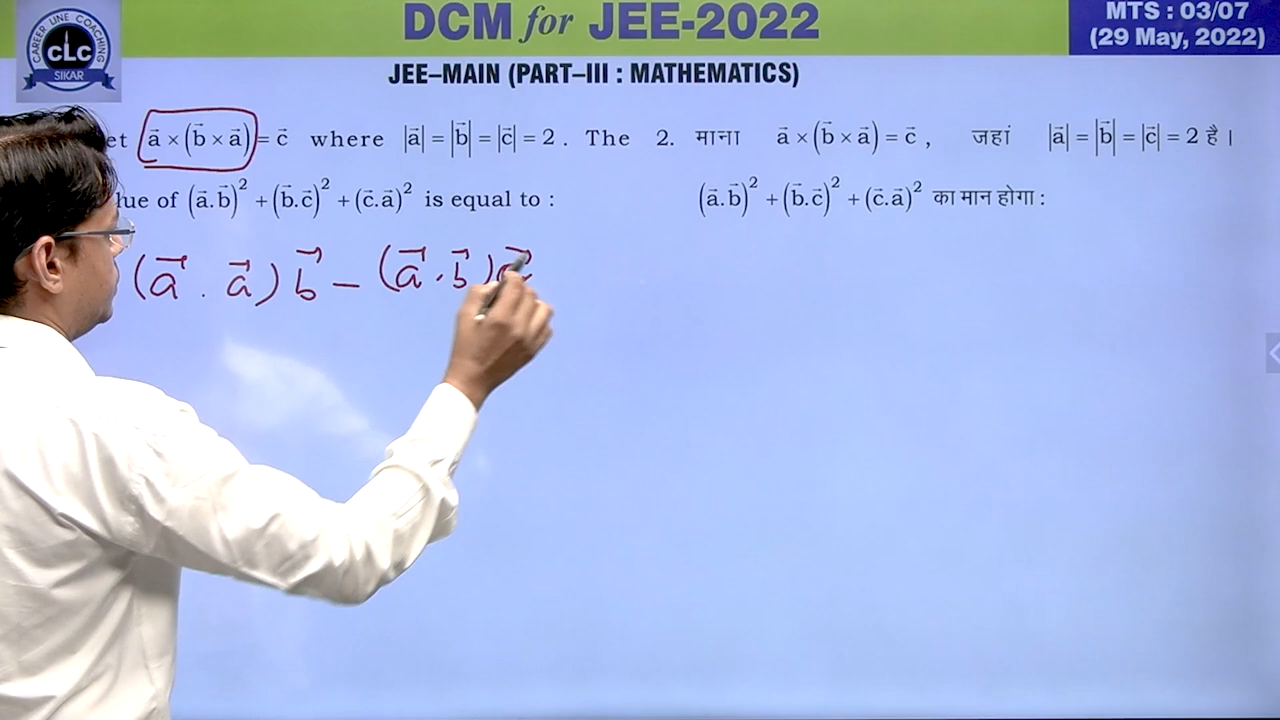 DCM for JEE-2022
MTS : 03/07
(29 May, 2022)
CAREER LINE COACHING
CLC
SIKAR
JEE–MAIN (PART–III : MATHEMATICS)
et a⃗ × (b⃗ × a⃗) = c⃗ where |a⃗| = |b⃗| = |c⃗| = 2 . The
lue of (a⃗.b⃗)² + (b⃗.c⃗)² + (c⃗.a⃗)² is equal to :
2. माना a⃗ × (b⃗ × a⃗) = c⃗ , जहां |a⃗| = |b⃗| = |c⃗| = 2 है।
(a⃗.b⃗)² + (b⃗.c⃗)² + (c⃗.a⃗)² का मान होगा :
(a⃗ . a⃗) b⃗ – (a⃗ . b⃗) a⃗